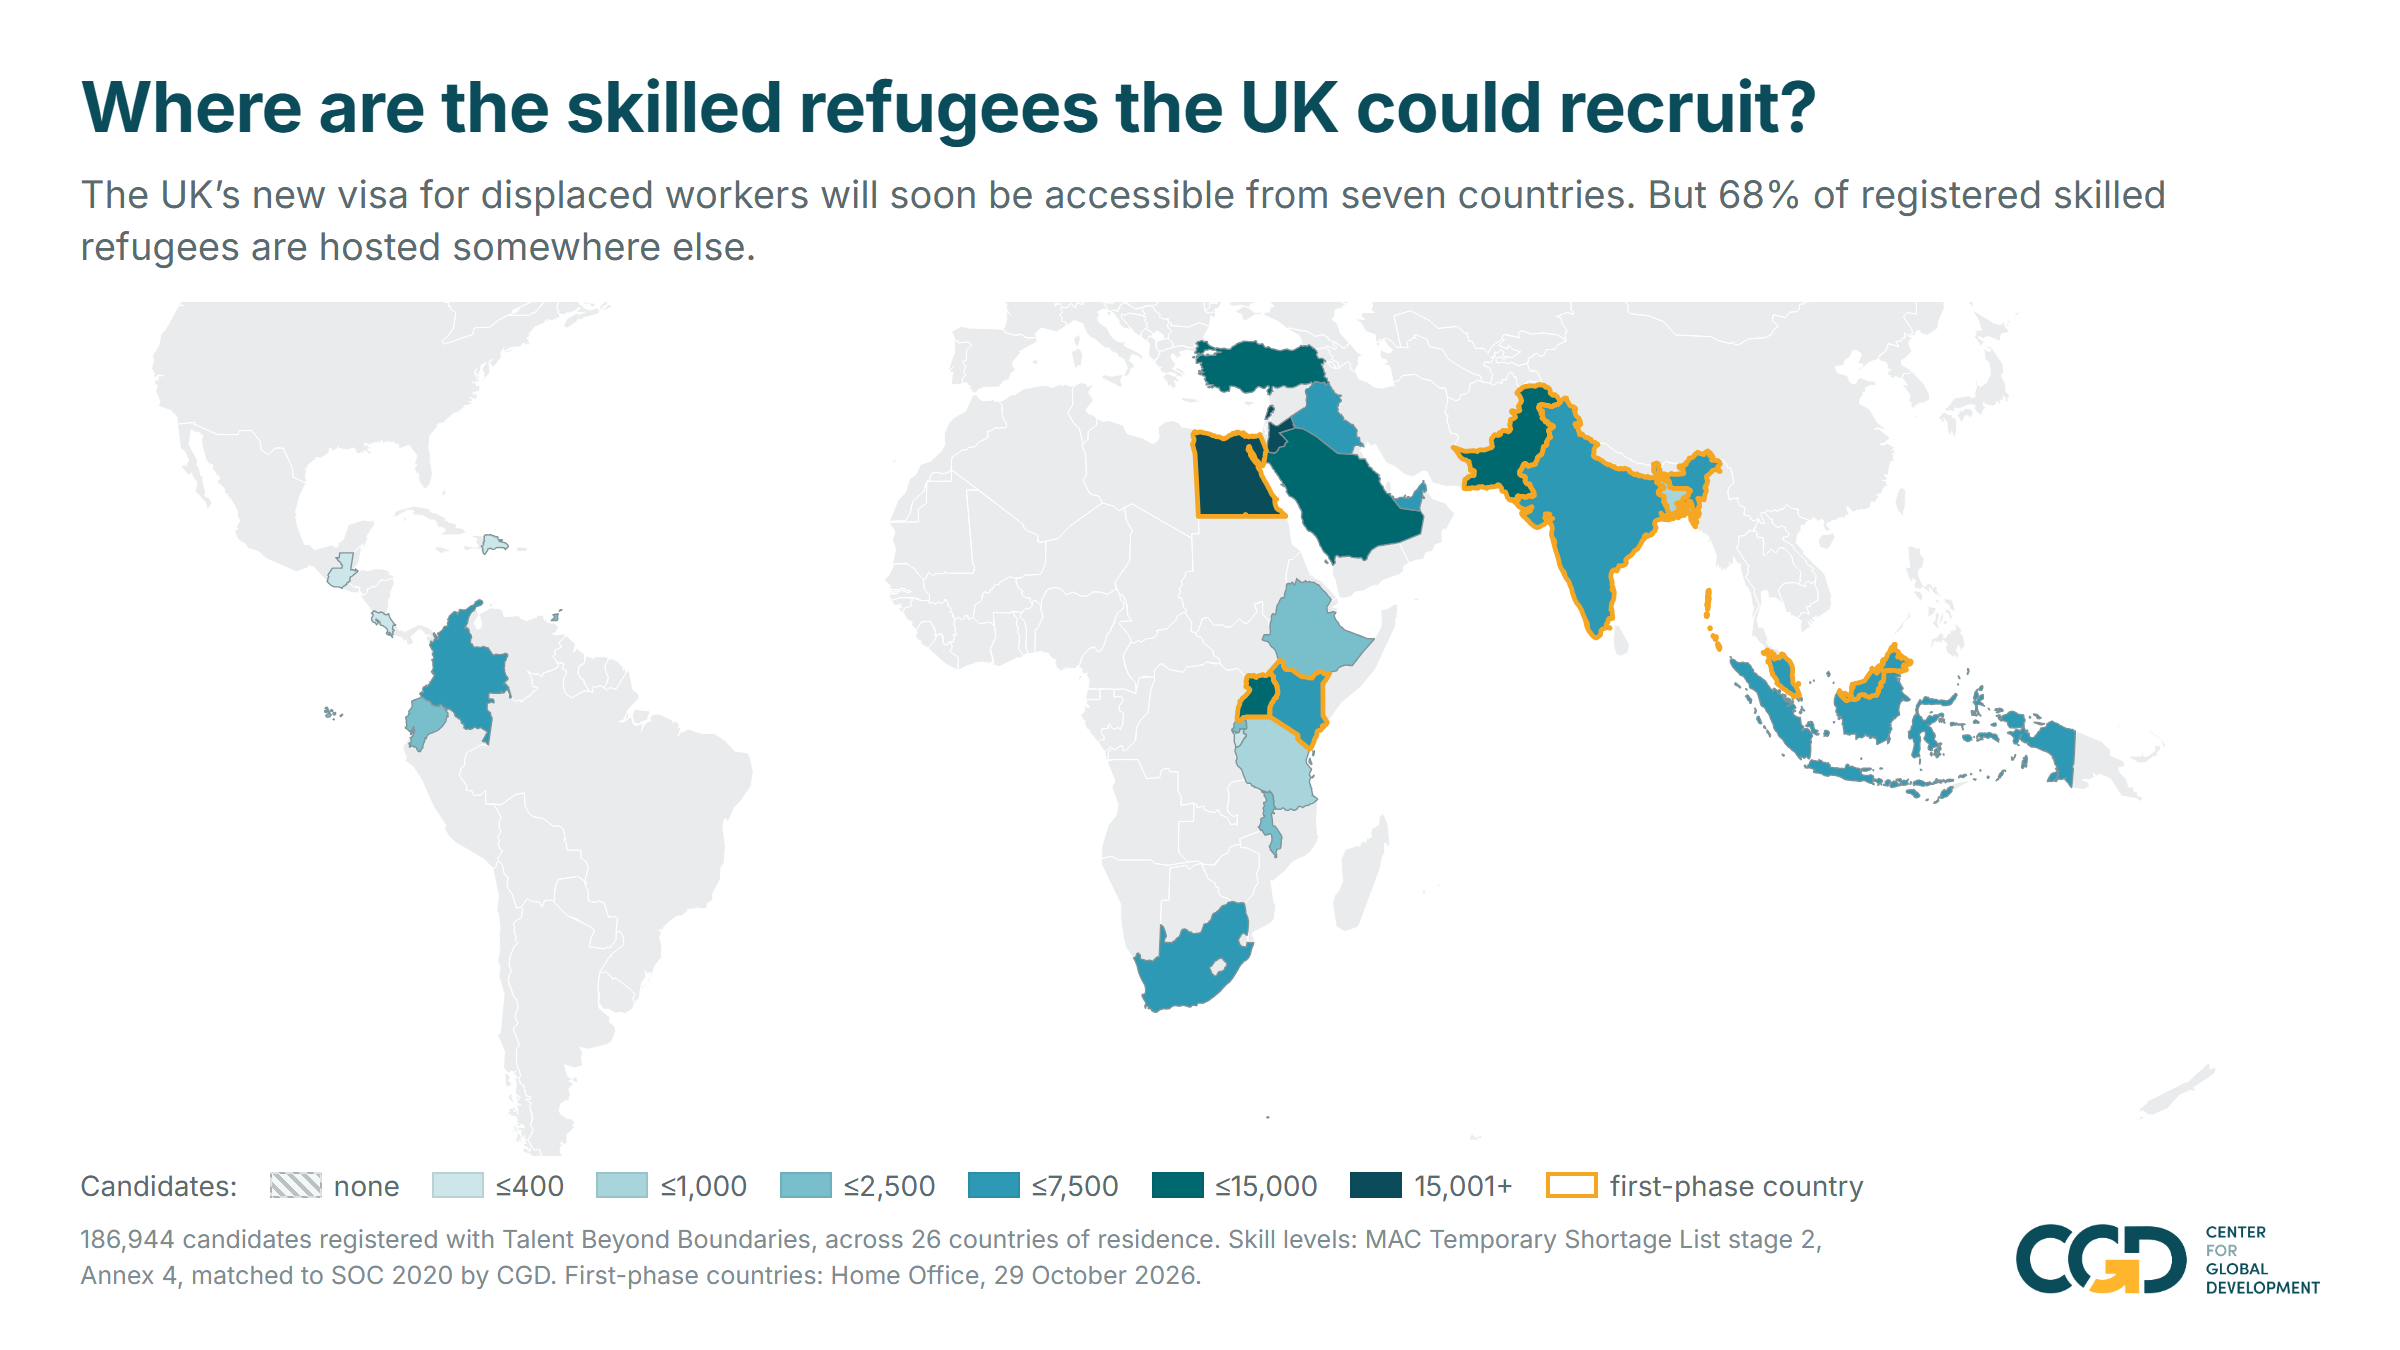 Where are the skilled refugees the UK could recruit?
The UK’s new visa for displaced workers will soon be accessible from seven countries. But 68% of registered skilled
refugees are hosted somewhere else.
Candidates: none ≤400 ≤1,000 ≤2,500 ≤7,500 ≤15,000 15,001+ first-phase country
186,944 candidates registered with Talent Beyond Boundaries, across 26 countries of residence. Skill levels: MAC Temporary Shortage List stage 2,
Annex 4, matched to SOC 2020 by CGD. First-phase countries: Home Office, 29 October 2026.
CGD
CENTER
FOR
GLOBAL
DEVELOPMENT